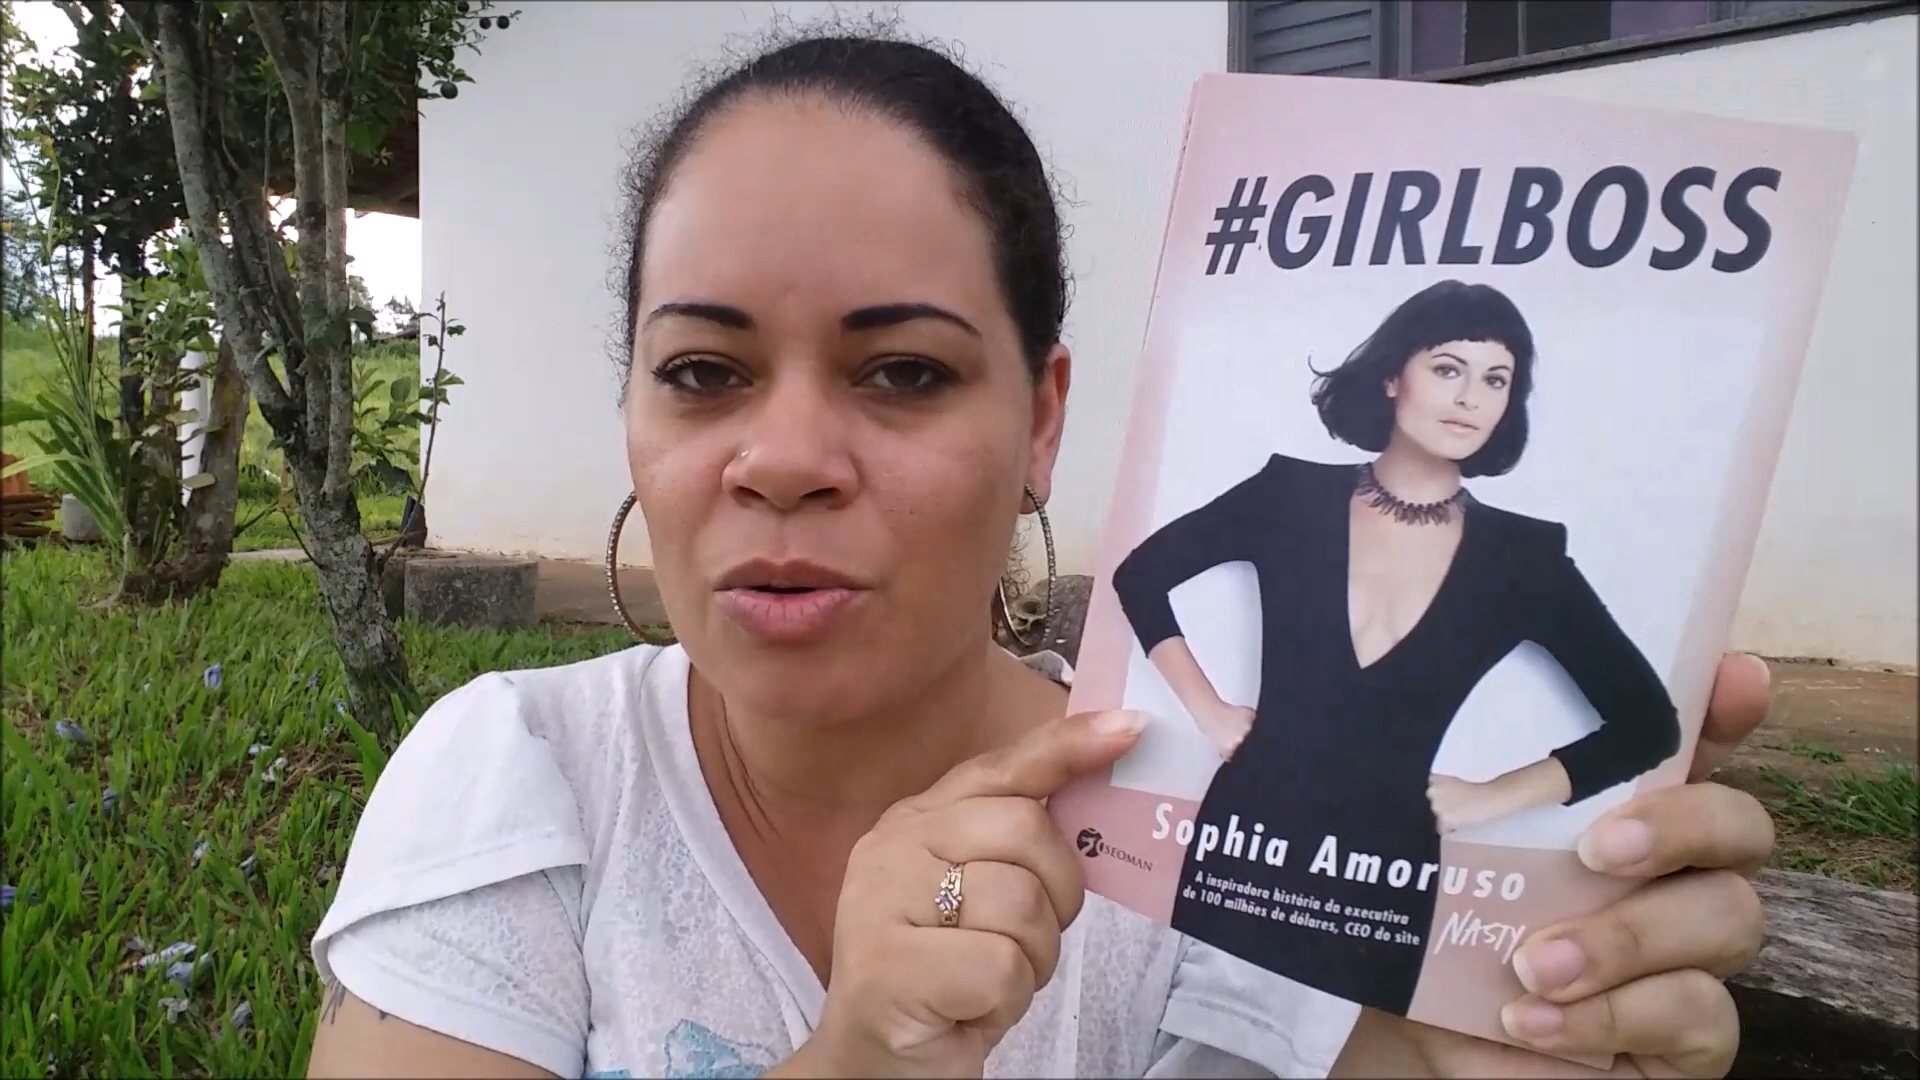 #GIRLBOSS
SEOMAN
Sophia Amoruso
A inspiradora história da executiva
de 100 milhões de dólares, CEO do site
NASTY